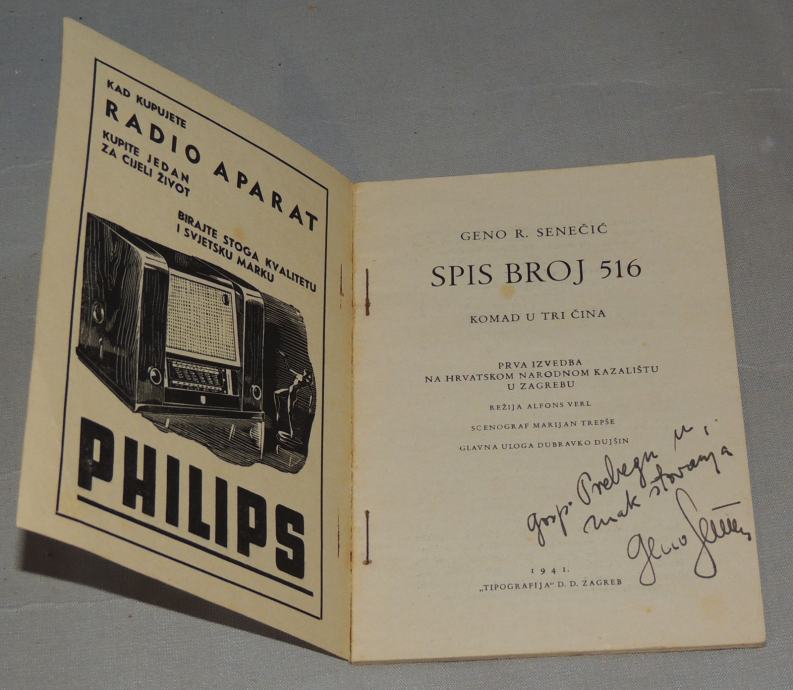 KAD KUPUJETE
RADIO APARAT
KUPITE JEDAN
ZA CIJELI ŽIVOT
BIRAJTE STOGA KVALITETU
I SVJETSKU MARKU
PHILIPS
GENO R. SENEČIĆ
SPIS BROJ 516
KOMAD U TRI ČINA
PRVA IZVEDBA
NA HRVATSKOM NARODNOM KAZALIŠTU
U ZAGREBU
REŽIJA ALFONS VERL
SCENOGRAF MARIJAN TREPŠE
GLAVNA ULOGA DUBRAVKO DUJŠIN
gosp. Prebegu u
znak štovanja
Geno
1941.
„TIPOGRAFIJA" D. D. ZAGREB